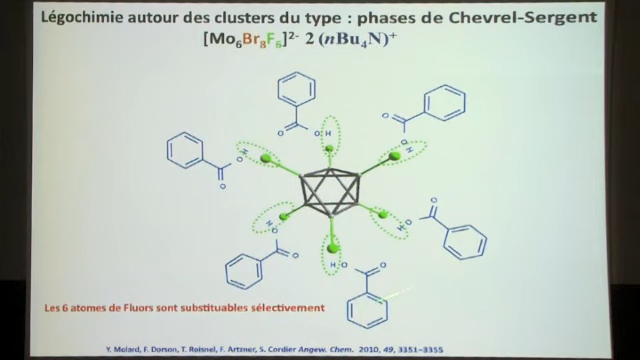 Légochimie autour des clusters du type : phases de Chevrel-Sergent
[Mo6Br8F6]2- 2 (nBu4N)+
O H
O
O
O H
O
O H
O
H O
O
O H
O
H O
O
Les 6 atomes de Fluors sont substituables sélectivement
Y. Molard, F. Dorson, T. Roisnel, F. Artzner, S. Cordier Angew. Chem. 2010, 49, 3351–3355